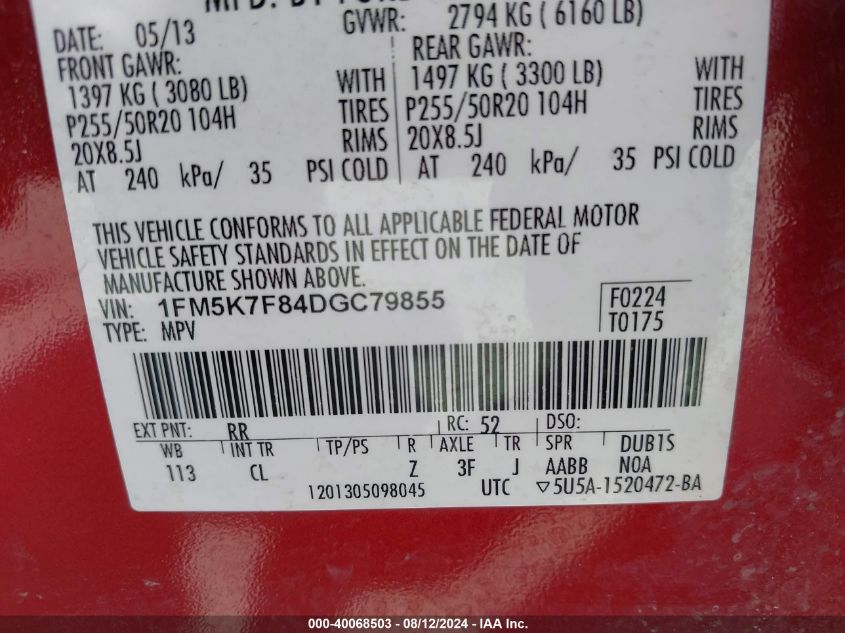 MFD. BY FORD
DATE: 05/13 GVWR: 2794 KG ( 6160 LB)
FRONT GAWR: REAR GAWR:
1397 KG ( 3080 LB) WITH 1497 KG ( 3300 LB) WITH
P255/50R20 104H TIRES P255/50R20 104H TIRES
20X8.5J RIMS 20X8.5J RIMS
AT 240 kPa/ 35 PSI COLD AT 240 kPa/ 35 PSI COLD
THIS VEHICLE CONFORMS TO ALL APPLICABLE FEDERAL MOTOR
VEHICLE SAFETY STANDARDS IN EFFECT ON THE DATE OF
MANUFACTURE SHOWN ABOVE.
VIN: 1FM5K7F84DGC79855 F0224
TYPE: MPV T0175
EXT PNT: RR RC: 52 DSO:
WB INT TR TP/PS R AXLE TR SPR DUB1S
113 CL Z 3F J AABB NOA
1201305098045 UTC ▽5U5A-1520472-BA
000-40068503 - 08/12/2024 - IAA Inc.